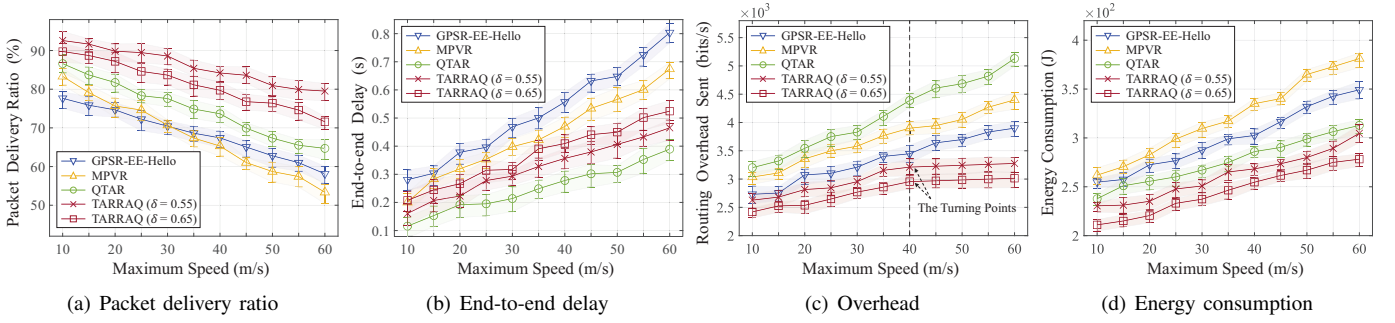 Packet Delivery Ratio (%)
90
80
70
60
50
GPSR-EE-Hello
MPVR
QTAR
TARRAQ (δ = 0.55)
TARRAQ (δ = 0.65)
10 20 30 40 50 60
Maximum Speed (m/s)
(a) Packet delivery ratio
End-to-end Delay (s)
0.8
0.7
0.6
0.5
0.4
0.3
0.2
0.1
GPSR-EE-Hello
MPVR
QTAR
TARRAQ (δ = 0.55)
TARRAQ (δ = 0.65)
10 20 30 40 50 60
Maximum Speed (m/s)
(b) End-to-end delay
Routing Overhead Sent (bits/s)
×10³
5.5
5
4.5
4
3.5
3
2.5
2
GPSR-EE-Hello
MPVR
QTAR
TARRAQ (δ = 0.55)
TARRAQ (δ = 0.65)
The Turning Points
10 20 30 40 50 60
Maximum Speed (m/s)
(c) Overhead
Energy Consumption (J)
×10²
4
3.5
3
2.5
2
GPSR-EE-Hello
MPVR
QTAR
TARRAQ (δ = 0.55)
TARRAQ (δ = 0.65)
10 20 30 40 50 60
Maximum Speed (m/s)
(d) Energy consumption